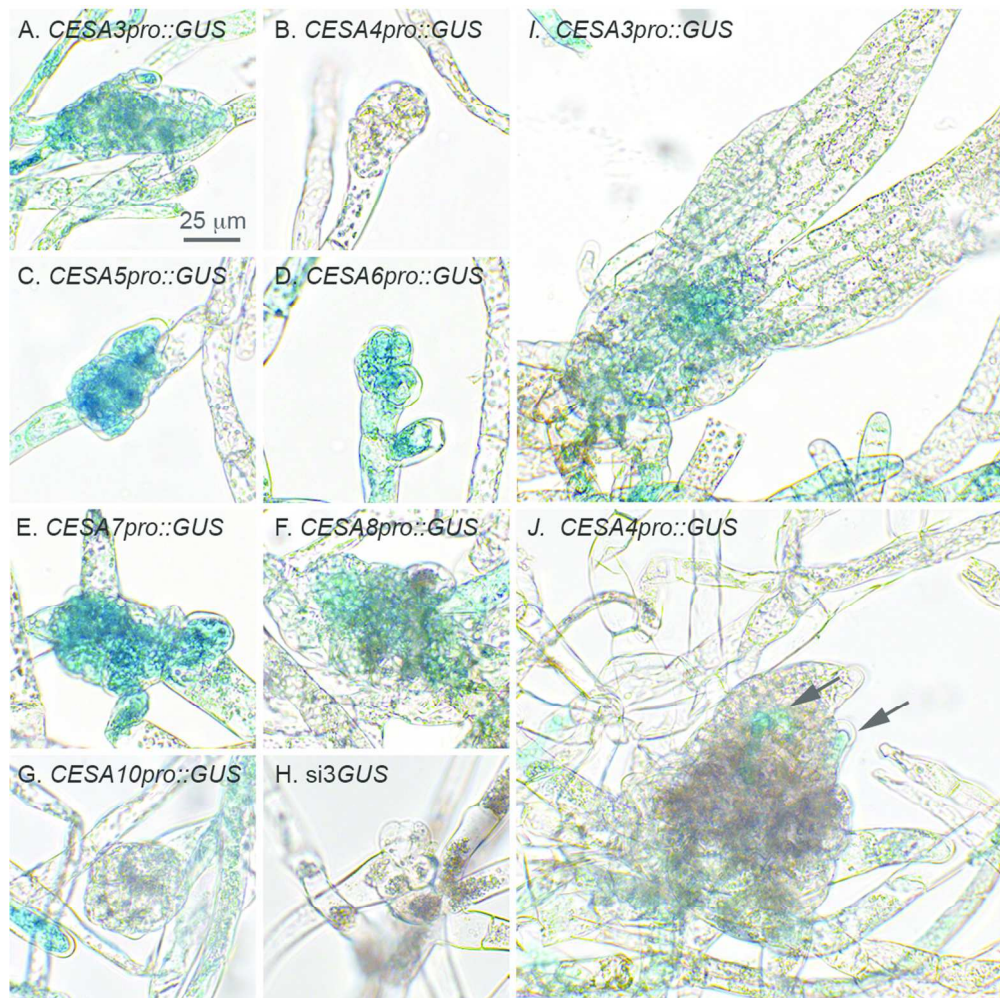 A. CESA3pro::GUS
25 μm
B. CESA4pro::GUS
C. CESA5pro::GUS
D. CESA6pro::GUS
E. CESA7pro::GUS
F. CESA8pro::GUS
G. CESA10pro::GUS
H. si3GUS
I. CESA3pro::GUS
J. CESA4pro::GUS